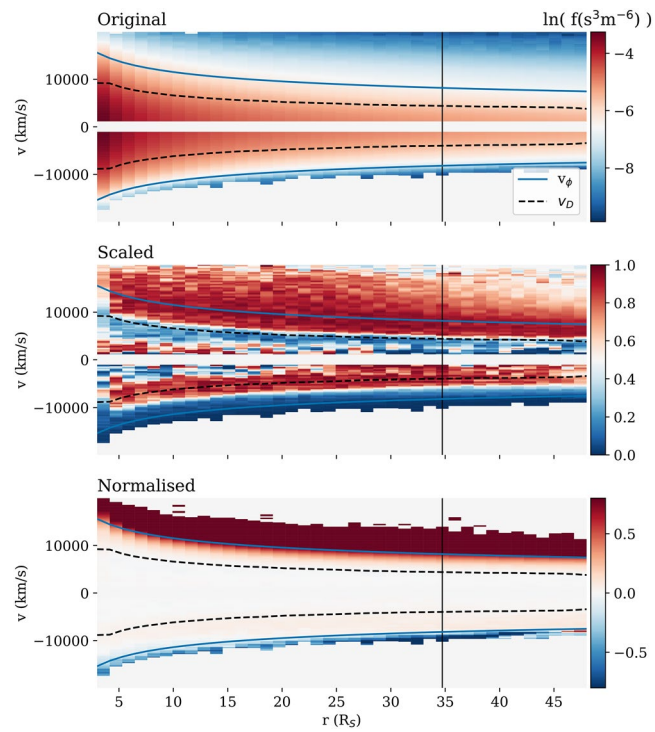 Original
ln( f(s³m⁻⁶) )
10000
0
−10000
v (km/s)
v_ϕ
v_D
−4
−6
−8
Scaled
10000
0
−10000
v (km/s)
1.0
0.8
0.6
0.4
0.2
0.0
Normalised
10000
0
−10000
v (km/s)
0.5
0.0
−0.5
5 10 15 20 25 30 35 40 45
r (R_S)